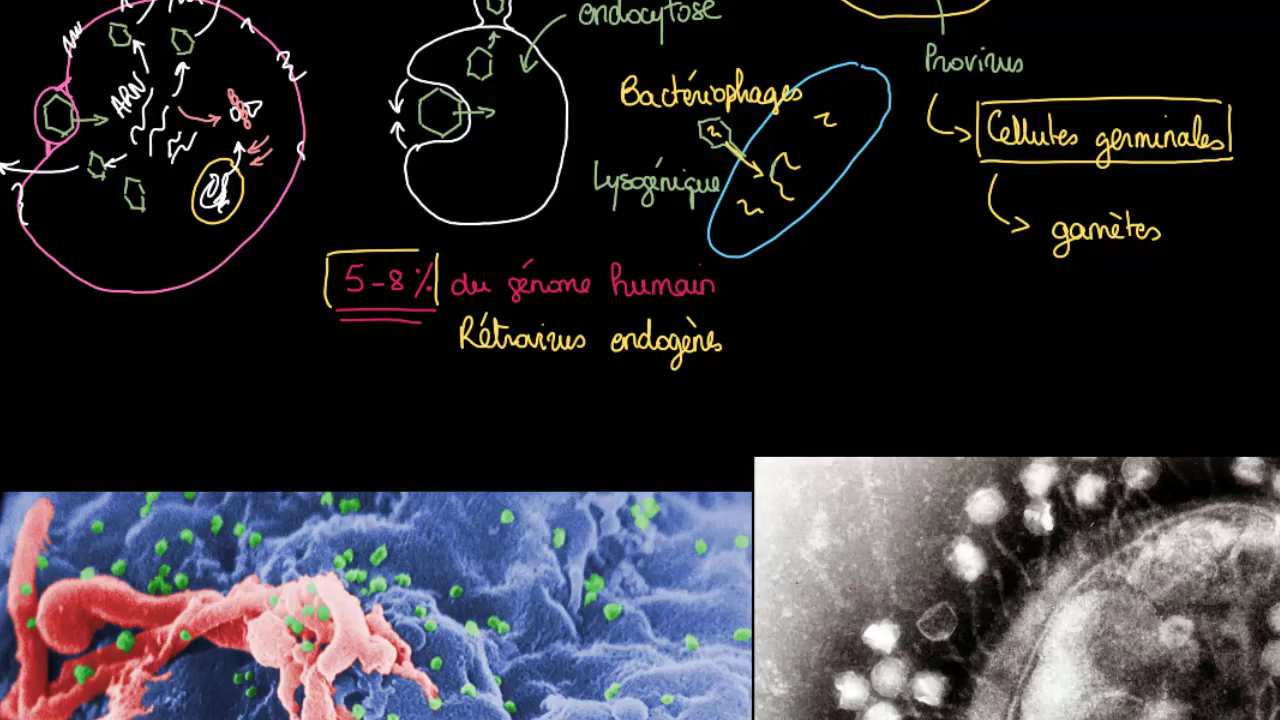 endocytose
ARN
Provirus
Bactériophages
Cellules germinales
Lysogénique
gamètes
5-8% du génome humain
Rétrovirus endogènes